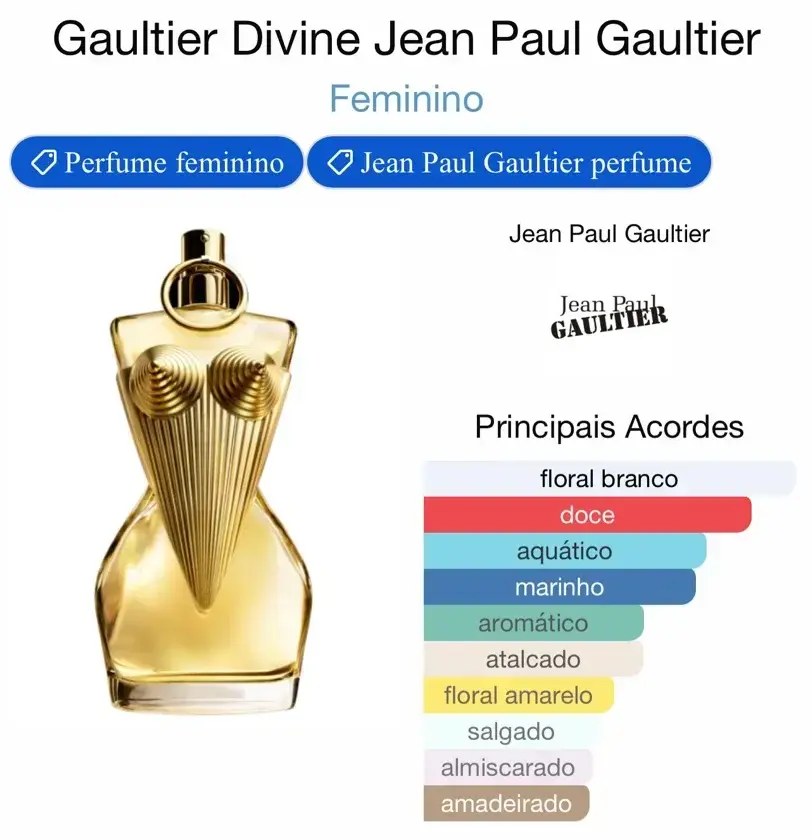 Gaultier Divine Jean Paul Gaultier
Feminino
Perfume feminino
Jean Paul Gaultier perfume
Jean Paul Gaultier
Jean Paul
GAULTIER
Principais Acordes
floral branco
doce
aquático
marinho
aromático
atalcado
floral amarelo
salgado
almiscarado
amadeirado